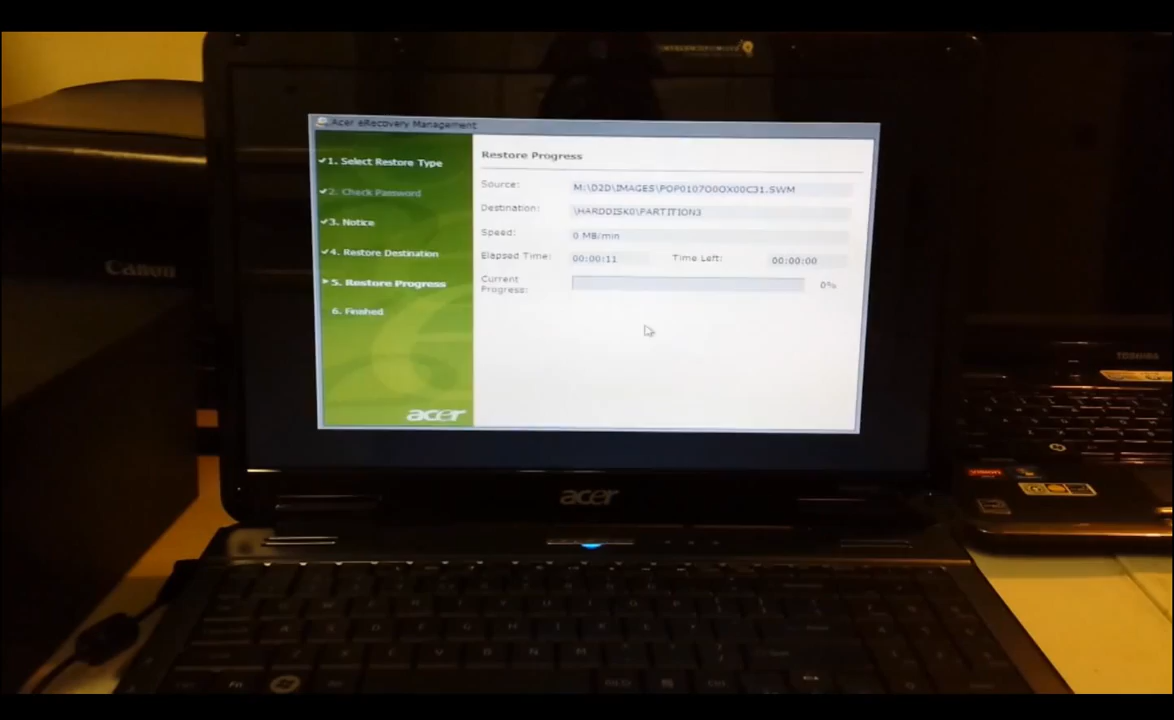 Acer eRecovery Management
✔1. Select Restore Type
✔2. Check Password
✔3. Notice
✔4. Restore Destination
▸5. Restore Progress
6. Finished
acer
Restore Progress
Source: M:\D2D\IMAGES\POP0107O0OX00C31.SWM
Destination: \HARDDISK0\PARTITION3
Speed: 0 MB/min
Elapsed Time: 00:00:11 Time Left: 00:00:00
Current Progress: 0%
Canon
TOSHIBA
acer